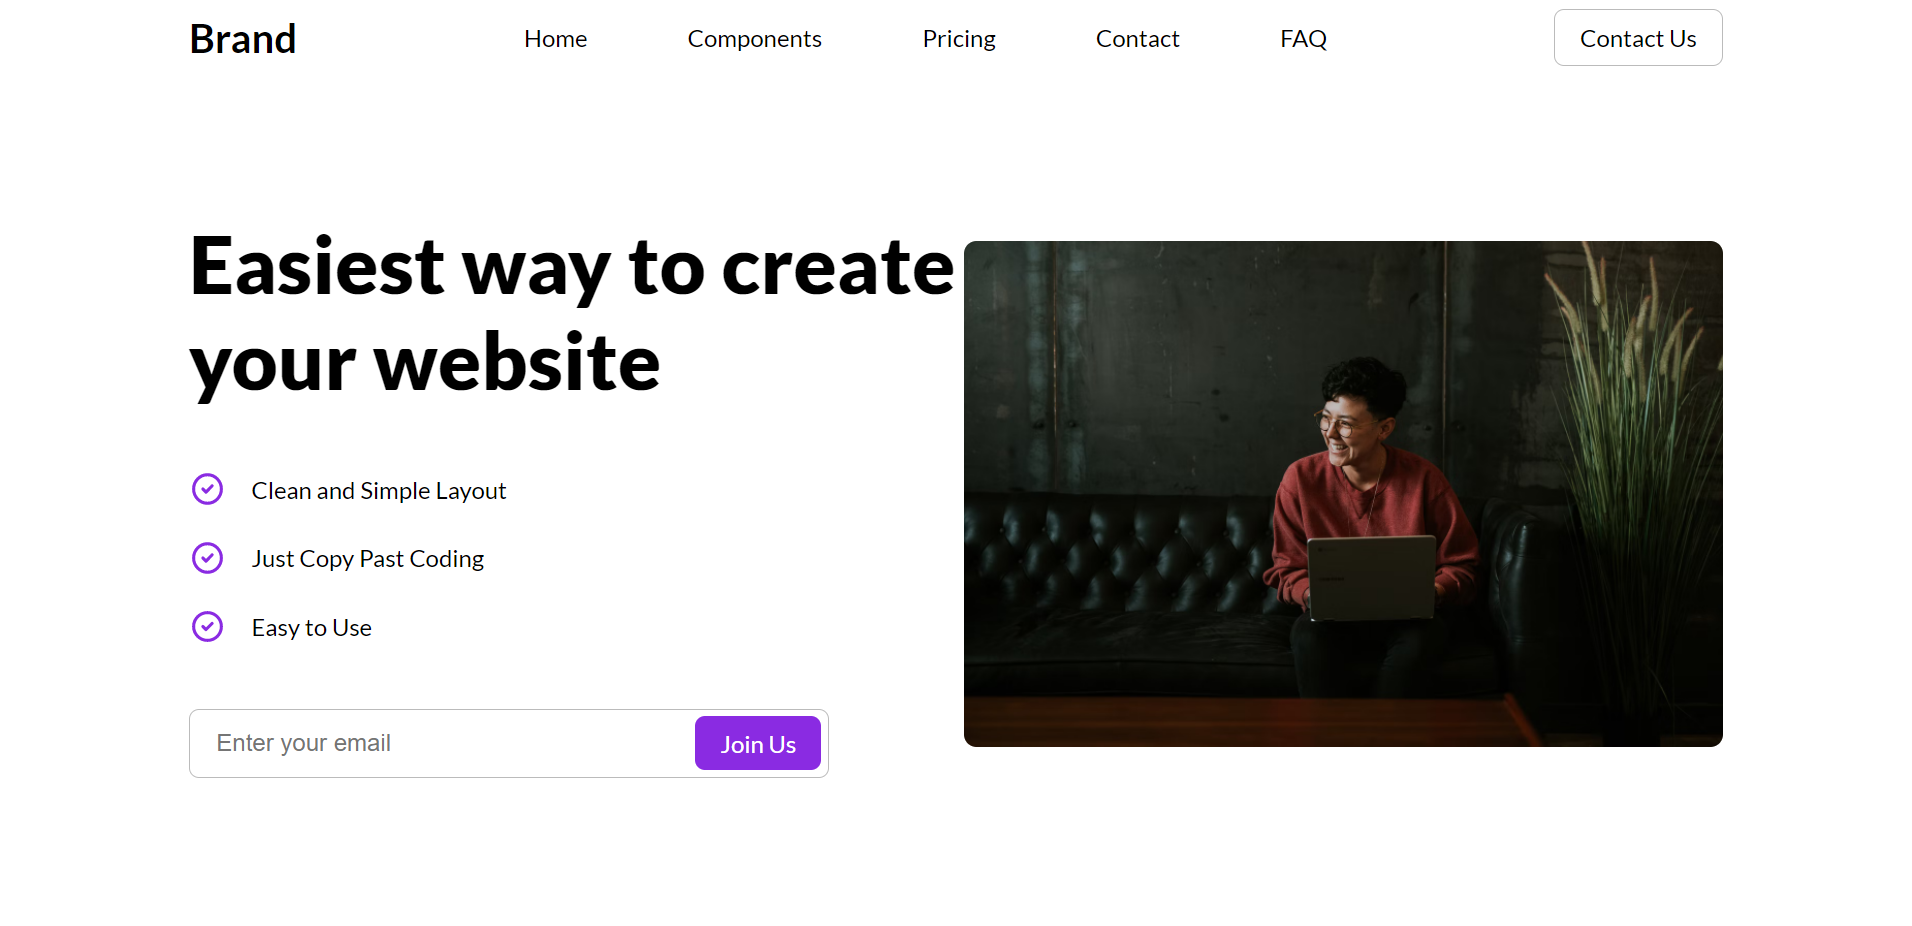 Brand
Home
Components
Pricing
Contact
FAQ
Contact Us
Easiest way to create
your website
Clean and Simple Layout
Just Copy Past Coding
Easy to Use
Enter your email
Join Us